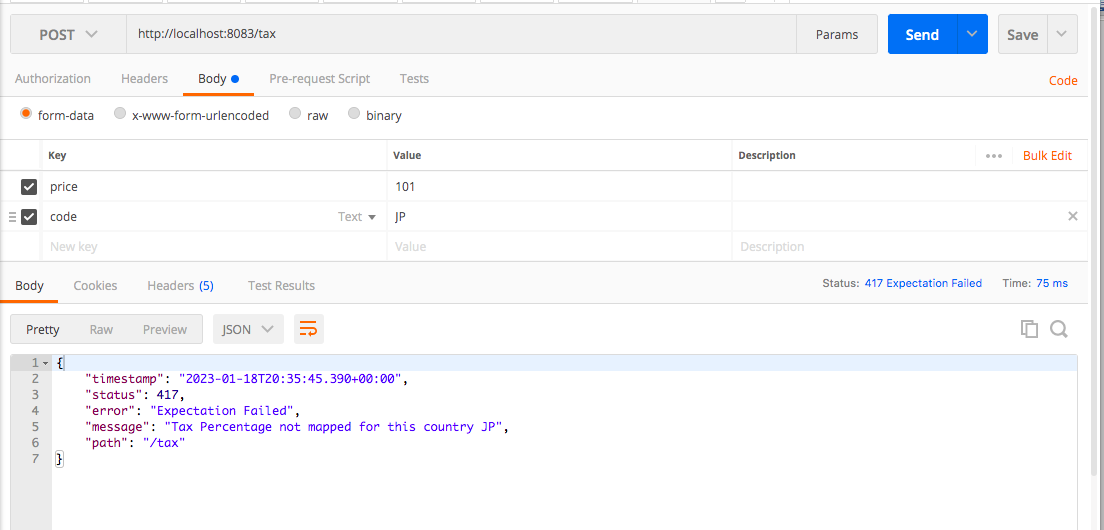 POST http://localhost:8083/tax Params Send Save
Authorization Headers Body Pre-request Script Tests Code
form-data x-www-form-urlencoded raw binary
Key Value Description ••• Bulk Edit
price 101
code Text JP
New key Value Description
Body Cookies Headers (5) Test Results Status: 417 Expectation Failed Time: 75 ms
Pretty Raw Preview JSON
1 {
2 "timestamp": "2023-01-18T20:35:45.390+00:00",
3 "status": 417,
4 "error": "Expectation Failed",
5 "message": "Tax Percentage not mapped for this country JP",
6 "path": "/tax"
7 }